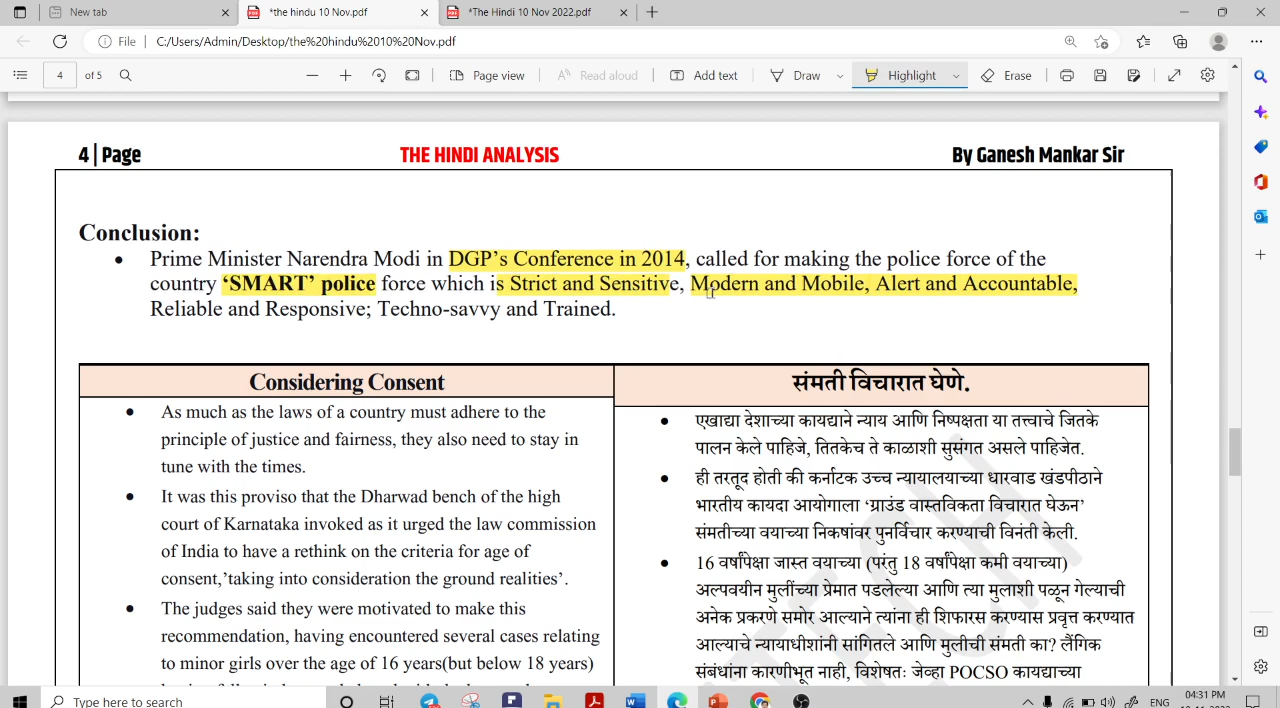 New tab
*the hindu 10 Nov.pdf
*The Hindi 10 Nov 2022.pdf
File
C:/Users/Admin/Desktop/the%20hindu%2010%20Nov.pdf
4 of 5
Page view
Read aloud
Add text
Draw
Highlight
Erase
4 | Page
THE HINDI ANALYSIS
By Ganesh Mankar Sir
Conclusion:
• Prime Minister Narendra Modi in DGP's Conference in 2014, called for making the police force of the
country 'SMART' police force which is Strict and Sensitive, Modern and Mobile, Alert and Accountable,
Reliable and Responsive; Techno-savvy and Trained.
Considering Consent
• As much as the laws of a country must adhere to the
principle of justice and fairness, they also need to stay in
tune with the times.
• It was this proviso that the Dharwad bench of the high
court of Karnataka invoked as it urged the law commission
of India to have a rethink on the criteria for age of
consent,'taking into consideration the ground realities'.
• The judges said they were motivated to make this
recommendation, having encountered several cases relating
to minor girls over the age of 16 years(but below 18 years)
संमती विचारात घेणे.
• एखाद्या देशाच्या कायद्याने न्याय आणि निष्पक्षता या तत्त्वाचे जितके
पालन केले पाहिजे, तितकेच ते काळाशी सुसंगत असले पाहिजेत.
• ही तरतूद होती की कर्नाटक उच्च न्यायालयाच्या धारवाड खंडपीठाने
भारतीय कायदा आयोगाला 'ग्राउंड वास्तविकता विचारात घेऊन'
संमतीच्या वयाच्या निकषांवर पुनर्विचार करण्याची विनंती केली.
• 16 वर्षांपेक्षा जास्त वयाच्या (परंतु 18 वर्षांपेक्षा कमी वयाच्या)
अल्पवयीन मुलींच्या प्रेमात पडलेल्या आणि त्या मुलाशी पळून गेल्याची
अनेक प्रकरणे समोर आल्याने त्यांना ही शिफारस करण्यास प्रवृत्त करण्यात
आल्याचे न्यायाधीशांनी सांगितले आणि मुलीची संमती का? लैंगिक
संबंधांना कारणीभूत नाही, विशेषतः जेव्हा POCSO कायद्याच्या
Type here to search
ENG
04:31 PM